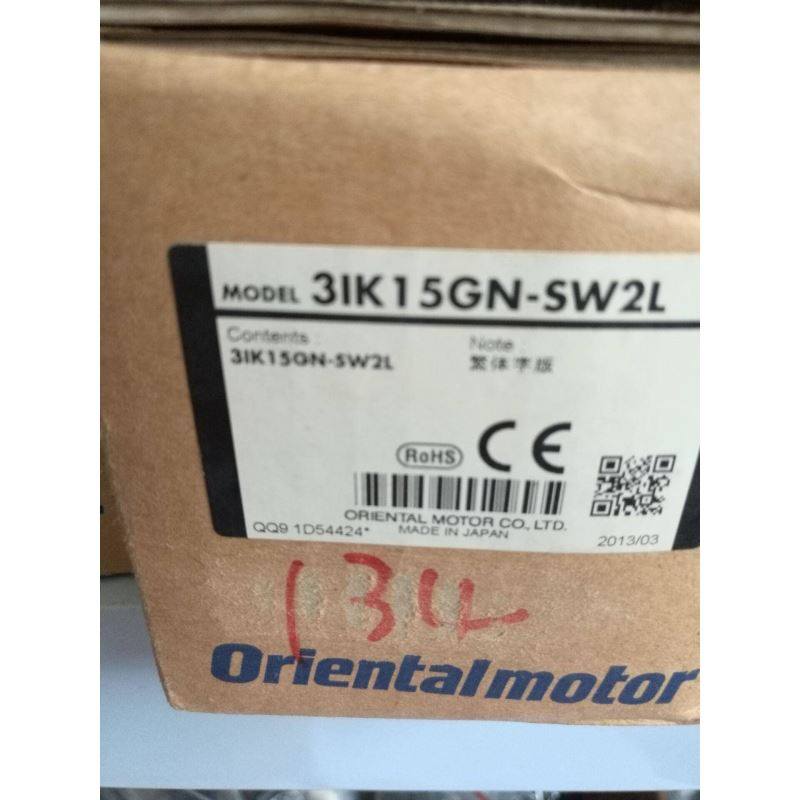 MODEL 3IK15GN-SW2L
Contents : Note :
3IK15GN-SW2L 繁体字版
RoHS CE
ORIENTAL MOTOR CO., LTD.
QQ9 1D54424* MADE IN JAPAN 2013/03
134
Orientalmotor